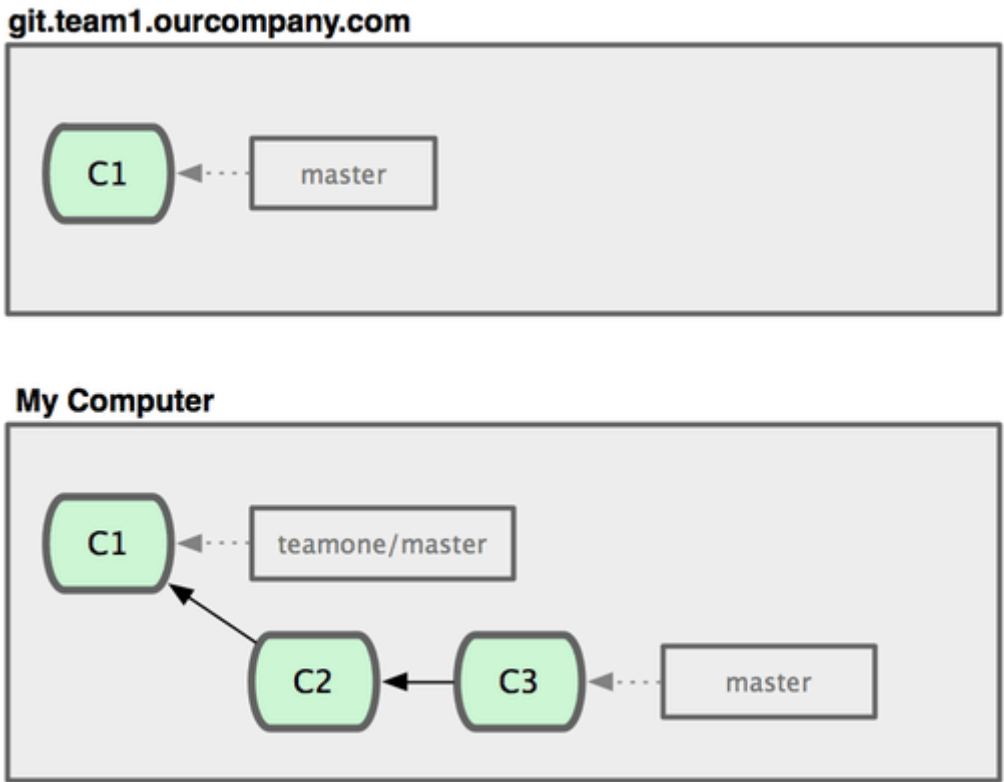 git.team1.ourcompany.com
C1
master
My Computer
C1
teamone/master
C2
C3
master